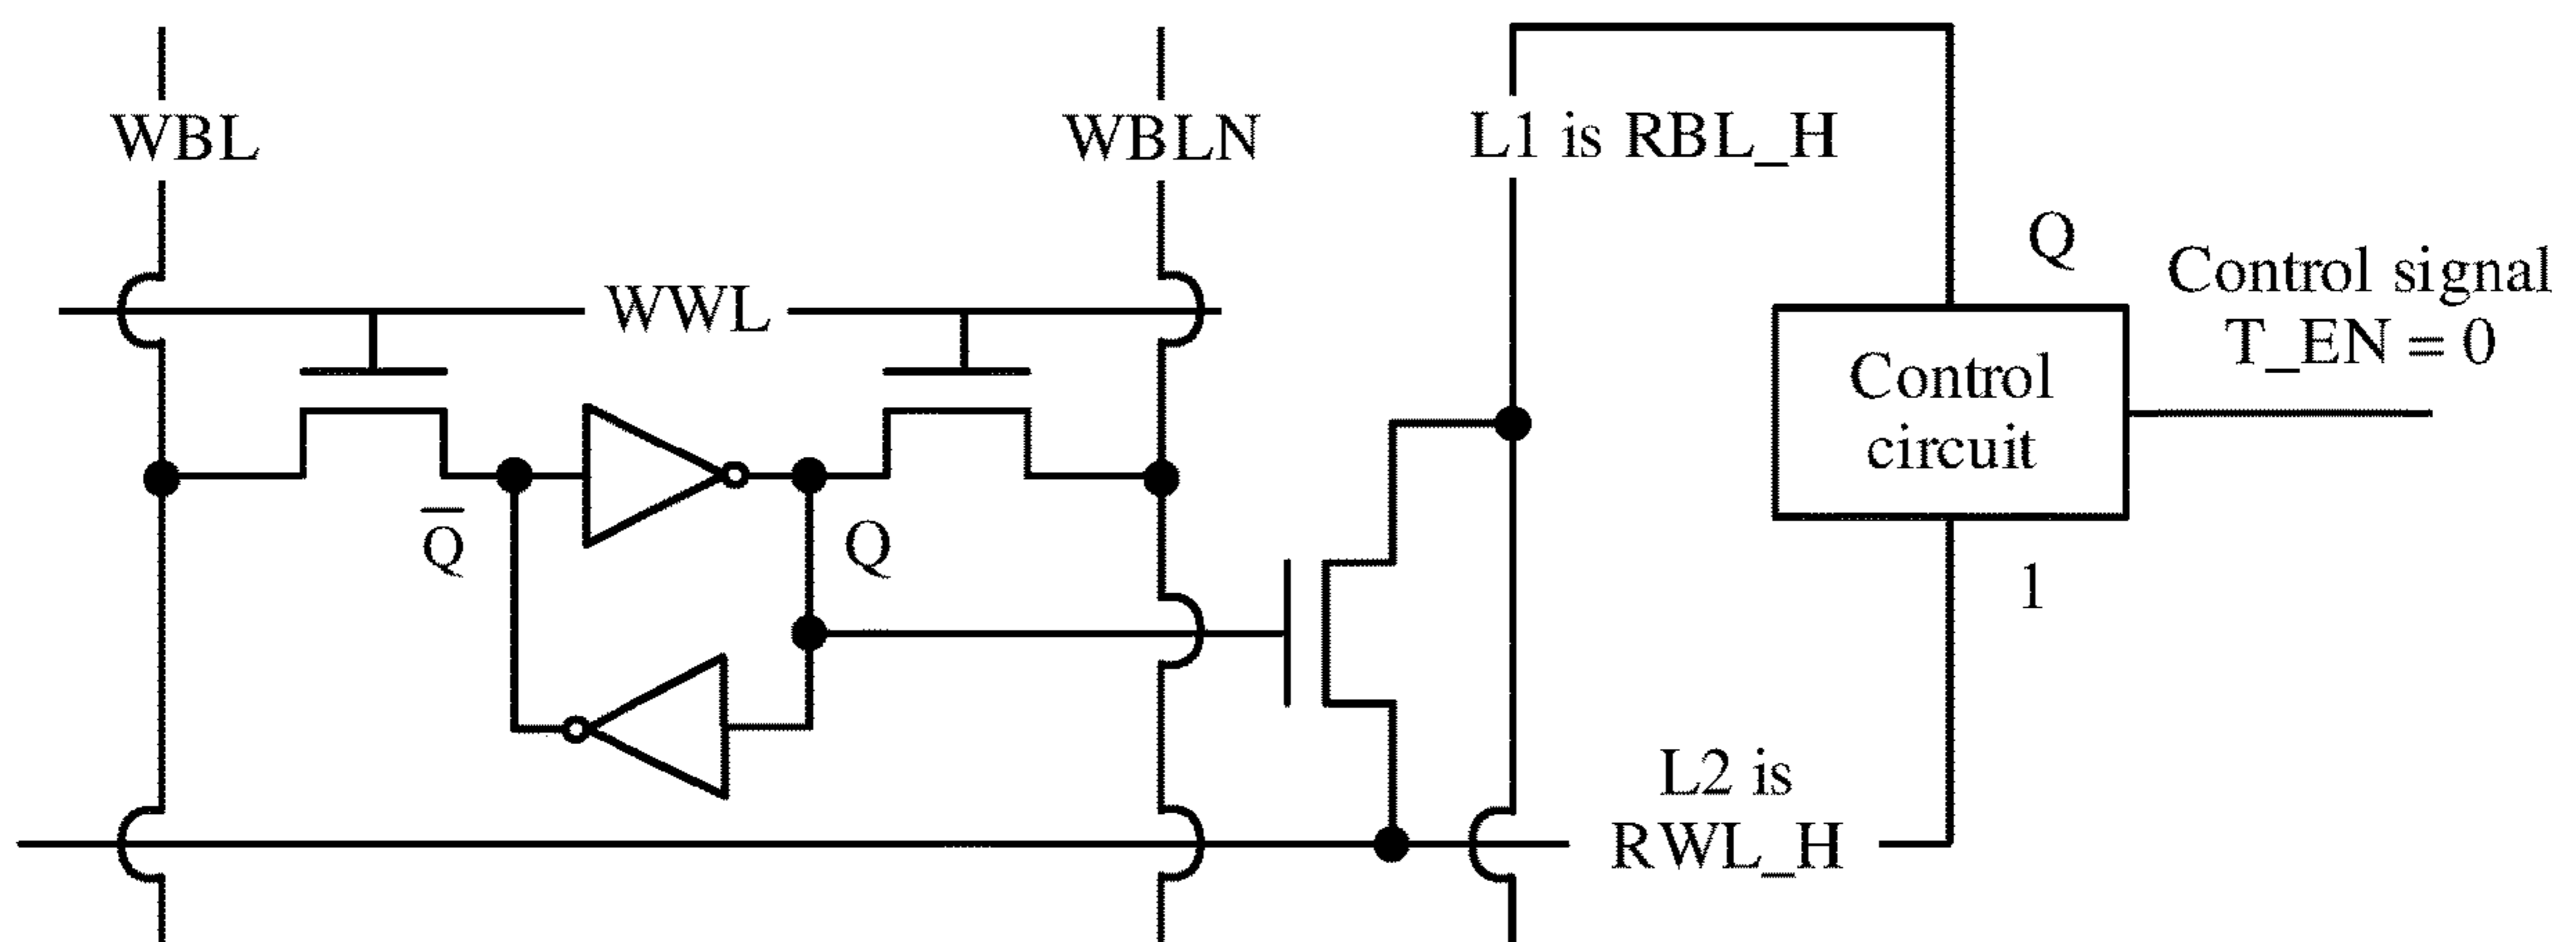 WBL
WBLN
L1 is RBL_H
Q
Control signal
T_EN = 0
WWL
Control
circuit
Q̅
Q
1
L2 is
RWL_H